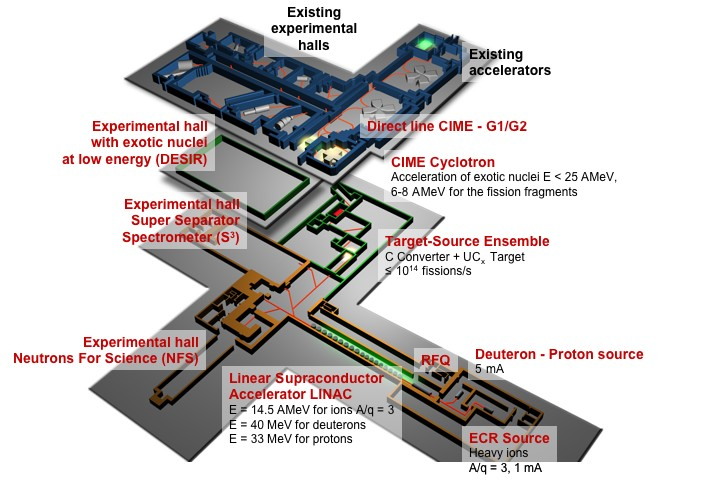 Existing
experimental
halls
Existing
accelerators
Direct line CIME - G1/G2
Experimental hall
with exotic nuclei
at low energy (DESIR)
CIME Cyclotron
Acceleration of exotic nuclei E < 25 AMeV,
6-8 AMeV for the fission fragments
Experimental hall
Super Separator
Spectrometer (S³)
Target-Source Ensemble
C Converter + UCₓ Target
≤ 10¹⁴ fissions/s
Experimental hall
Neutrons For Science (NFS)
RFQ
Deuteron - Proton source
5 mA
Linear Supraconductor
Accelerator LINAC
E = 14.5 AMeV for ions A/q = 3
E = 40 MeV for deuterons
E = 33 MeV for protons
ECR Source
Heavy ions
A/q = 3, 1 mA